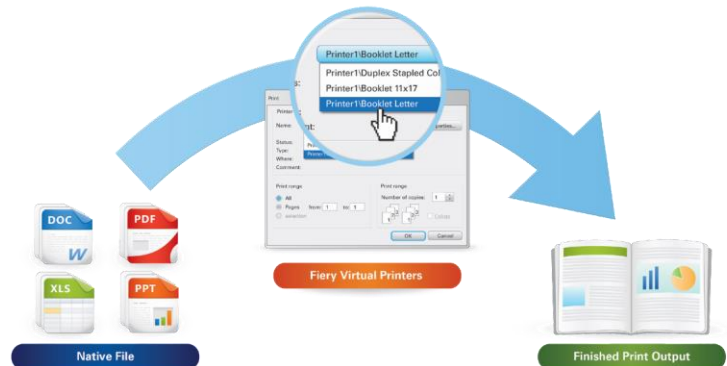 Printer1\Booklet Letter
Printer1\Duplex Stapled Col
Printer1\Booklet 11x17
Printer1\Booklet Letter
Print
Name:
nt:
Status:
Type:
Where:
Comment:
Print range
Print range
All
Number of copies: 1
Pages from: 1 to: 1
selection
OK Cancel
DOC PDF
W
XLS PPT
Fiery Virtual Printers
Native File
Finished Print Output